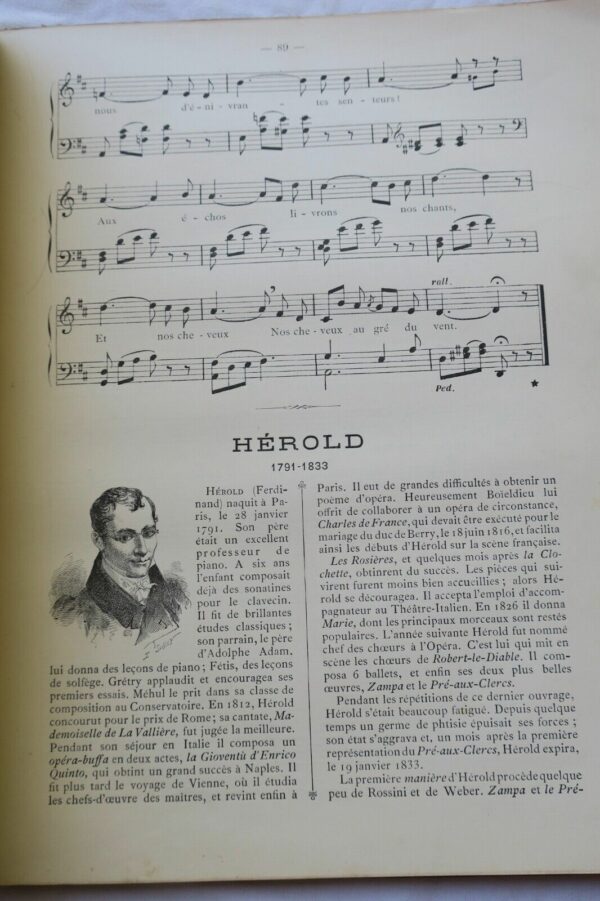 — 89 —
nous d'é-ni-vran - tes sen-teurs!
Aux é - chos li - vrons nos chants,
rall.
Et nos che - veux Nos che - veux au gré du vent.
Ped.
HÉROLD
1791-1833
HÉROLD (Ferdi-
nand) naquit à Pa-
ris, le 28 janvier
1791. Son père
était un excellent
professeur de
piano. A six ans
l'enfant composait
déjà des sonatines
pour le clavecin.
Il fit de brillantes
études classiques;
son parrain, le père
d'Adolphe Adam,
lui donna des leçons de piano; Fétis, des leçons
de solfège. Grétry applaudit et encouragea ses
premiers essais. Méhul le prit dans sa classe de
composition au Conservatoire. En 1812, Hérold
concourut pour le prix de Rome; sa cantate, Ma-
demoiselle de La Vallière, fut jugée la meilleure.
Pendant son séjour en Italie il composa un
opéra-buffa en deux actes, la Gioventù d'Enrico
Quinto, qui obtint un grand succès à Naples. Il
fit plus tard le voyage de Vienne, où il étudia
les chefs-d'œuvre des maîtres, et revint enfin à
Paris. Il eut de grandes difficultés à obtenir un
poème d'opéra. Heureusement Boïeldieu lui
offrit de collaborer à un opéra de circonstance,
Charles de France, qui devait être exécuté pour le
mariage du duc de Berry, le 18 juin 1816, et facilita
ainsi les débuts d'Hérold sur la scène française.
Les Rosières, et quelques mois après la Clo-
chette, obtinrent du succès. Les pièces qui sui-
virent furent moins bien accueillies; alors Hé-
rold se découragea. Il accepta l'emploi d'accom-
pagnateur au Théâtre-Italien. En 1826 il donna
Marie, dont les principaux morceaux sont restés
populaires. L'année suivante Hérold fut nommé
chef des chœurs à l'Opéra. C'est lui qui mit en
scène les chœurs de Robert-le-Diable. Il com-
posa 6 ballets, et enfin ses deux plus belles
œuvres, Zampa et le Pré-aux-Clercs.
Pendant les répétitions de ce dernier ouvrage,
Hérold s'était beaucoup fatigué. Depuis quelque
temps un germe de phtisie épuisait ses forces;
son état s'aggrava et, un mois après la première
représentation du Pré-aux-Clercs, Hérold expira,
le 19 janvier 1833.
La première manière d'Hérold procède quelque
peu de Rossini et de Weber. Zampa et le Pré-